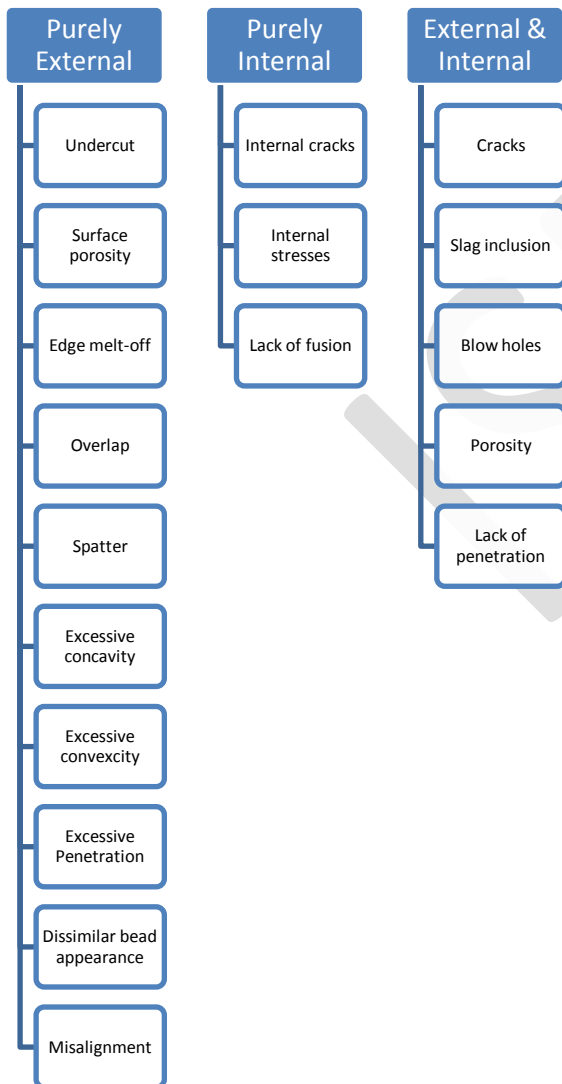 Purely
External
Undercut
Surface
porosity
Edge melt-off
Overlap
Spatter
Excessive
concavity
Excessive
convexcity
Excessive
Penetration
Dissimilar bead
appearance
Misalignment
Purely
Internal
Internal cracks
Internal
stresses
Lack of fusion
External &
Internal
Cracks
Slag inclusion
Blow holes
Porosity
Lack of
penetration